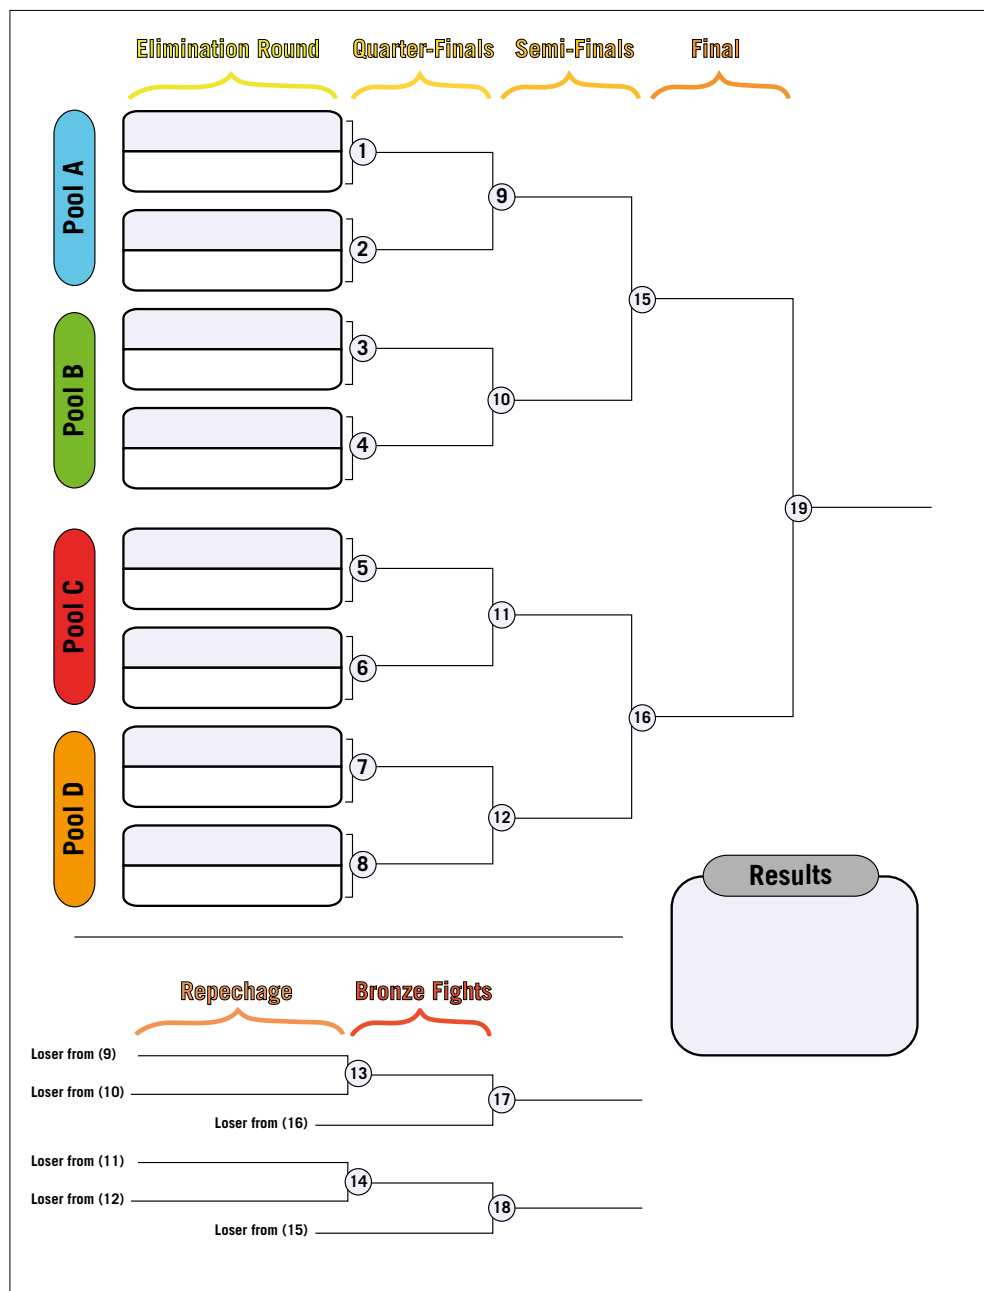 Elimination Round Quarter-Finals Semi-Finals Final
Pool A
1
2
9
Pool B
3
4
10
15
Pool C
5
6
11
Pool D
7
8
12
16
19
Results
Repechage Bronze Fights
Loser from (9)
Loser from (10)
13
Loser from (16)
17
Loser from (11)
Loser from (12)
14
Loser from (15)
18